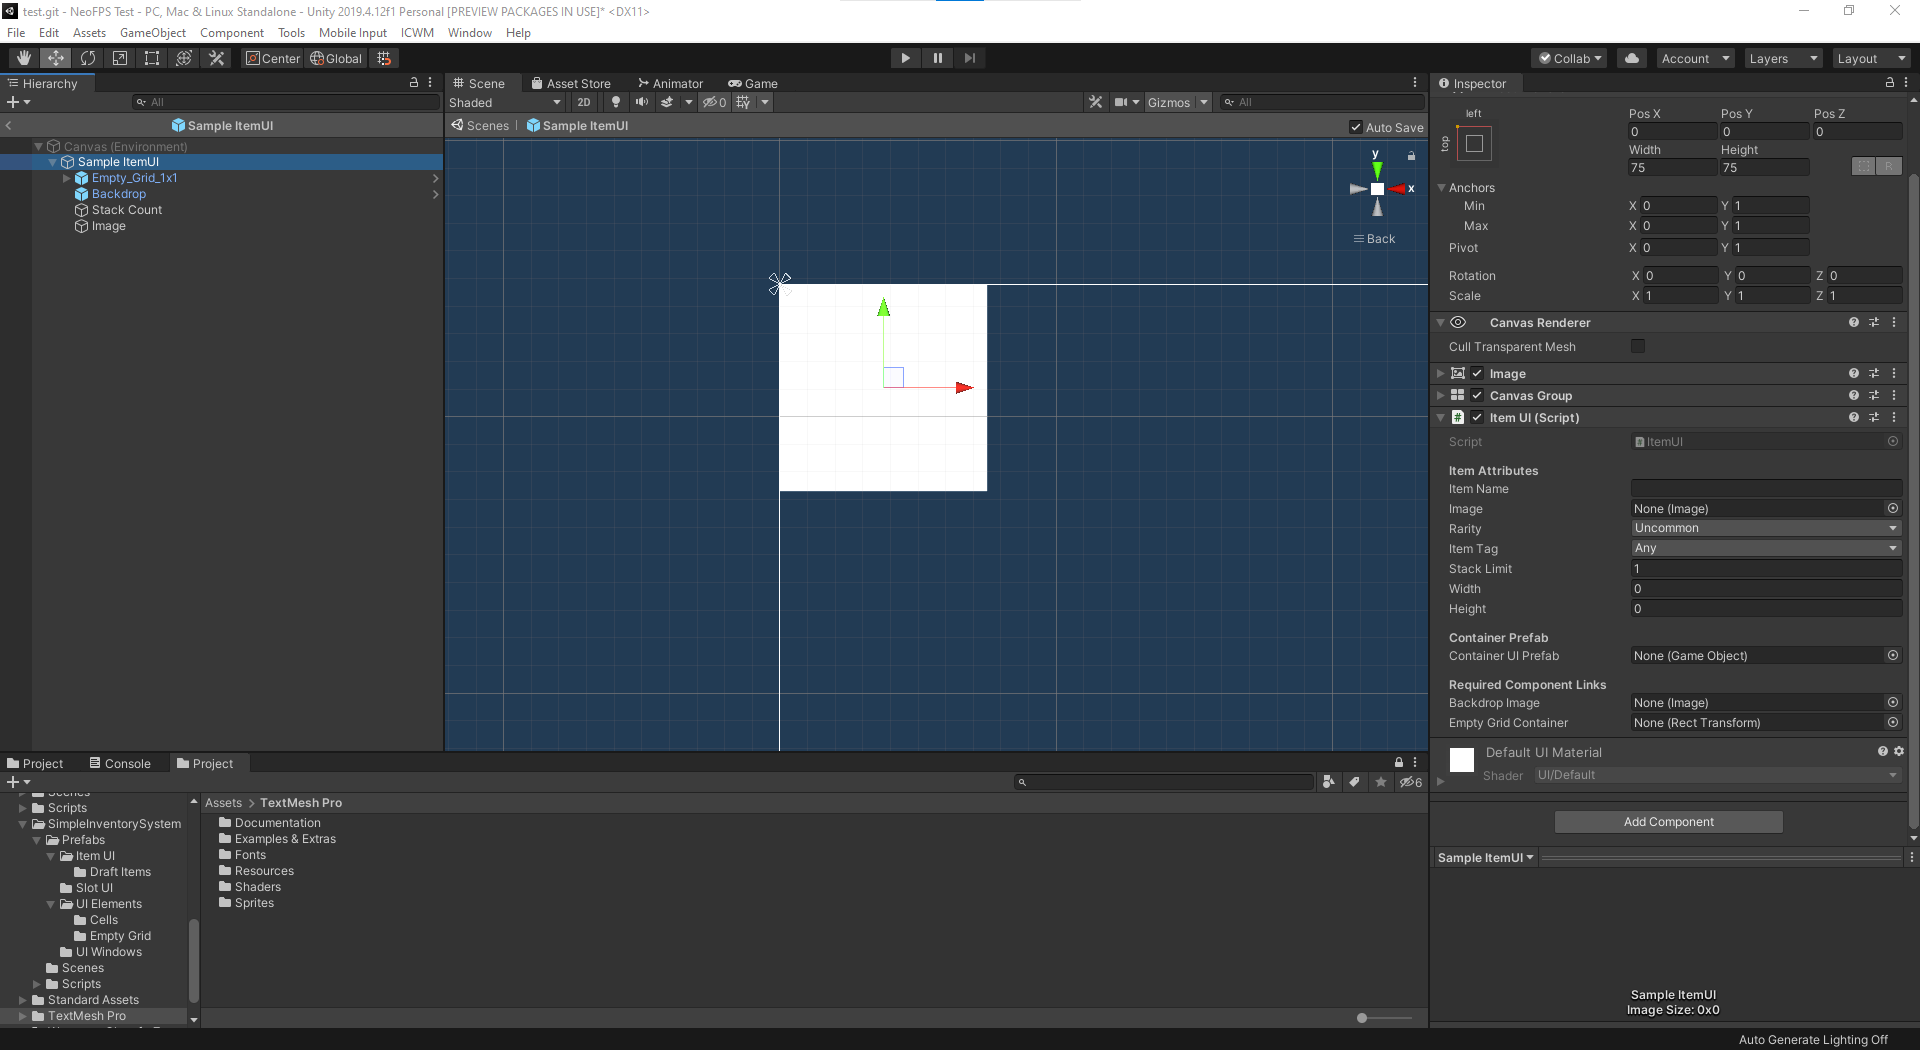 test.git - NeoFPS Test - PC, Mac & Linux Standalone - Unity 2019.4.12f1 Personal [PREVIEW PACKAGES IN USE]* <DX11>
File Edit Assets GameObject Component Tools Mobile Input ICWM Window Help
Center Global Collab Account Layers Layout
Hierarchy
All
Sample ItemUI
Canvas (Environment)
Sample ItemUI
Empty_Grid_1x1
Backdrop
Stack Count
Image
Scene Asset Store Animator Game
Shaded 2D 0 Gizmos All
Scenes Sample ItemUI Auto Save
y
x
Back
Inspector
left
top
Pos X Pos Y Pos Z
0 0 0
Width Height
75 75 R
Anchors
Min X 0 Y 1
Max X 0 Y 1
Pivot X 0 Y 1
Rotation X 0 Y 0 Z 0
Scale X 1 Y 1 Z 1
Canvas Renderer
Cull Transparent Mesh
Image
Canvas Group
# Item UI (Script)
Script ItemUI
Item Attributes
Item Name
Image None (Image)
Rarity Uncommon
Item Tag Any
Stack Limit 1
Width 0
Height 0
Container Prefab
Container UI Prefab None (Game Object)
Required Component Links
Backdrop Image None (Image)
Empty Grid Container None (Rect Transform)
Default UI Material
Shader UI/Default
Add Component
Sample ItemUI
Sample ItemUI
Image Size: 0x0
Project Console Project
6
Scenes
Scripts
SimpleInventorySystem
Prefabs
Item UI
Draft Items
Slot UI
UI Elements
Cells
Empty Grid
UI Windows
Scenes
Scripts
Standard Assets
TextMesh Pro
Assets > TextMesh Pro
Documentation
Examples & Extras
Fonts
Resources
Shaders
Sprites
Auto Generate Lighting Off